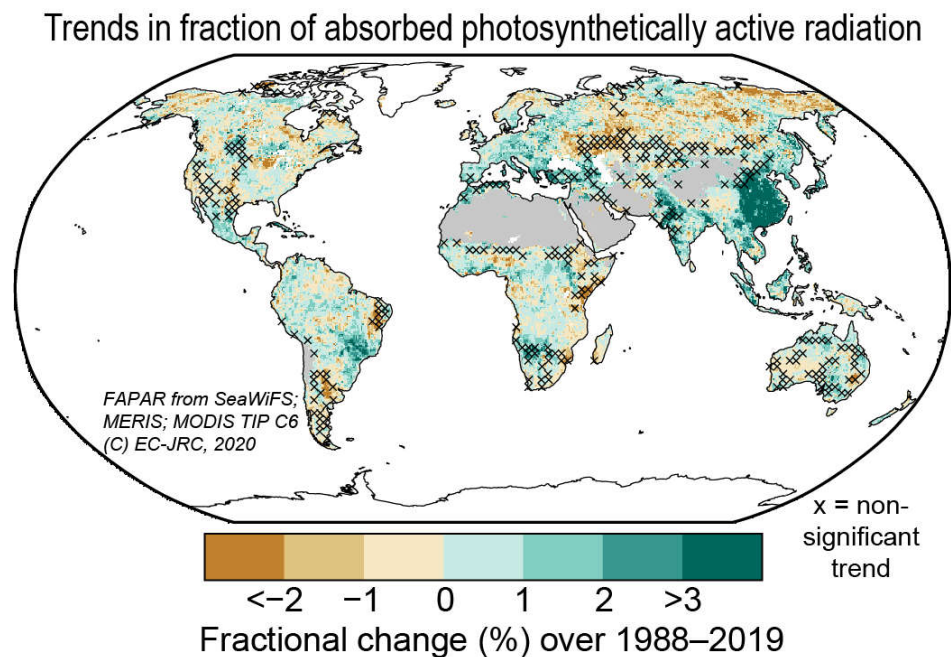 Trends in fraction of absorbed photosynthetically active radiation
FAPAR from SeaWiFS;
MERIS; MODIS TIP C6
(C) EC-JRC, 2020
x = non-
significant
trend
<−2 −1 0 1 2 >3
Fractional change (%) over 1988–2019